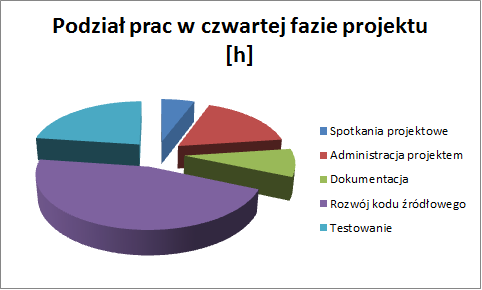 Podział prac w czwartej fazie projektu
[h]
Spotkania projektowe
Administracja projektem
Dokumentacja
Rozwój kodu źródłowego
Testowanie